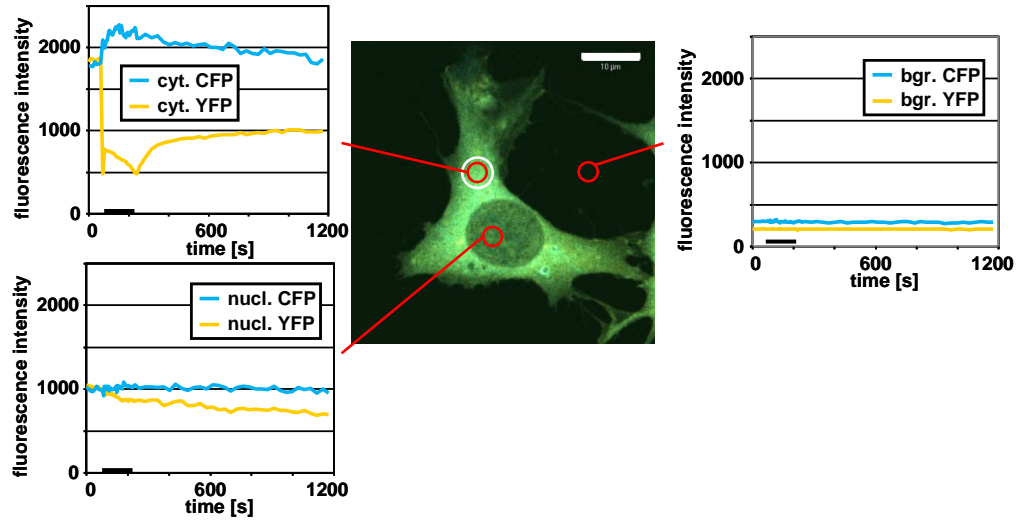 fluorescence intensity
2000
1000
0
cyt. CFP
cyt. YFP
0 600 1200
time [s]
10 µm
fluorescence intensity
2000
1000
0
bgr. CFP
bgr. YFP
0 600 1200
time [s]
fluorescence intensity
2000
1000
0
nucl. CFP
nucl. YFP
0 600 1200
time [s]